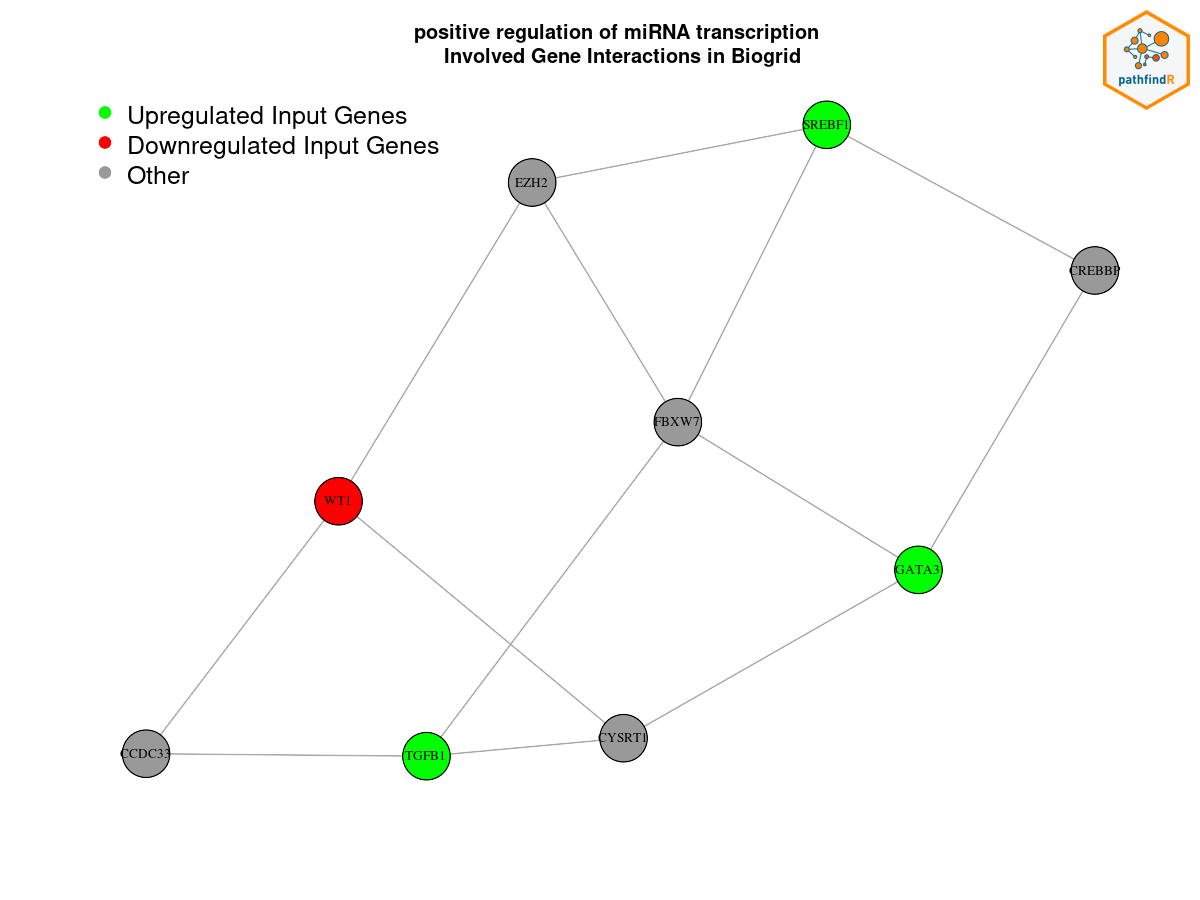 positive regulation of miRNA transcription
Involved Gene Interactions in Biogrid
pathfindR
Upregulated Input Genes
Downregulated Input Genes
Other
SREBF1
EZH2
CREBBP
FBXW7
WT1
GATA3
CYSRT1
CCDC33
TGFB1